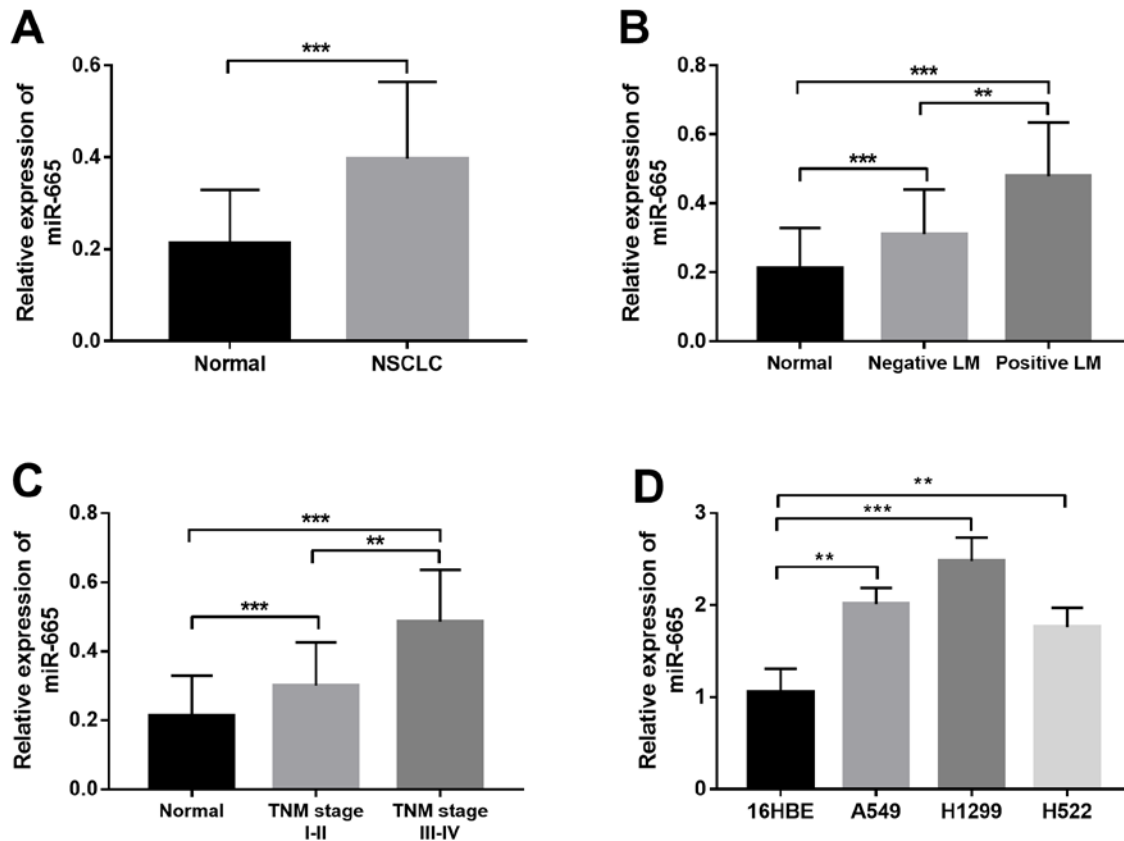 A
Relative expression of
miR-665
0.6
0.4
0.2
0.0
***
Normal
NSCLC
B
Relative expression of
miR-665
0.8
0.6
0.4
0.2
0.0
***
**
***
Normal
Negative LM
Positive LM
C
Relative expression of
miR-665
0.8
0.6
0.4
0.2
0.0
***
**
***
Normal
TNM stage
I-II
TNM stage
III-IV
D
Relative expression of
miR-665
3
2
1
0
**
***
**
16HBE
A549
H1299
H522